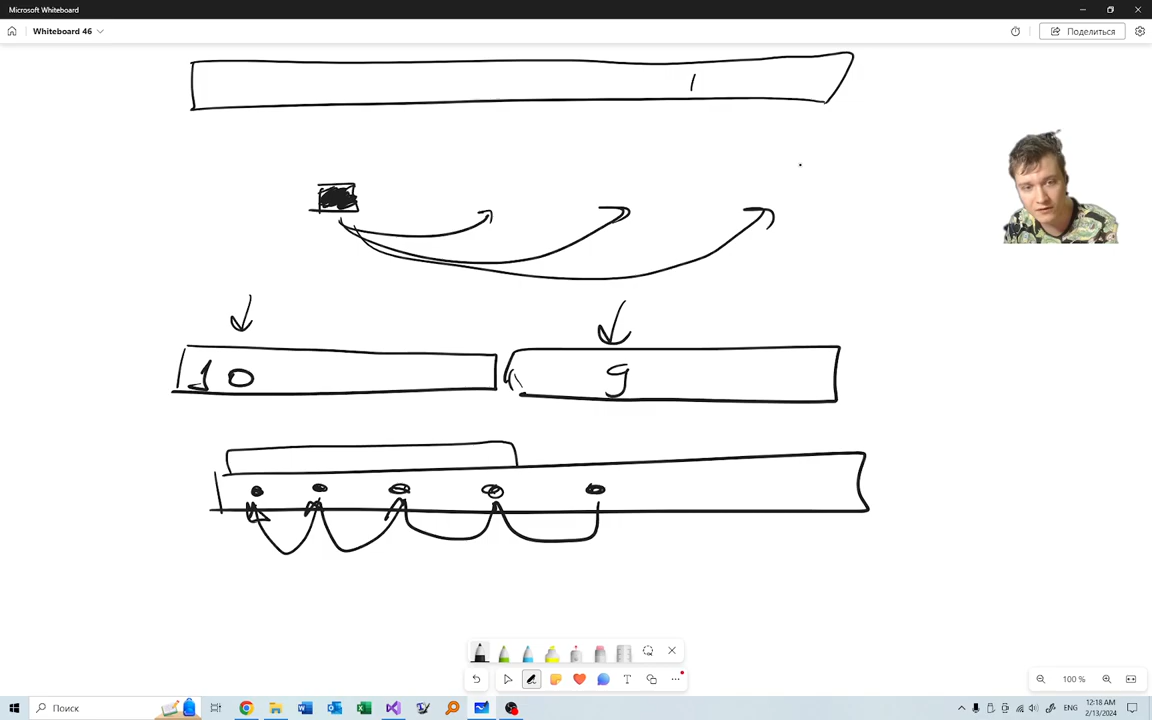 Microsoft Whiteboard
Whiteboard 46
Поделиться
10
9
100 %
Поиск
ENG
12:18 AM
2/13/2024